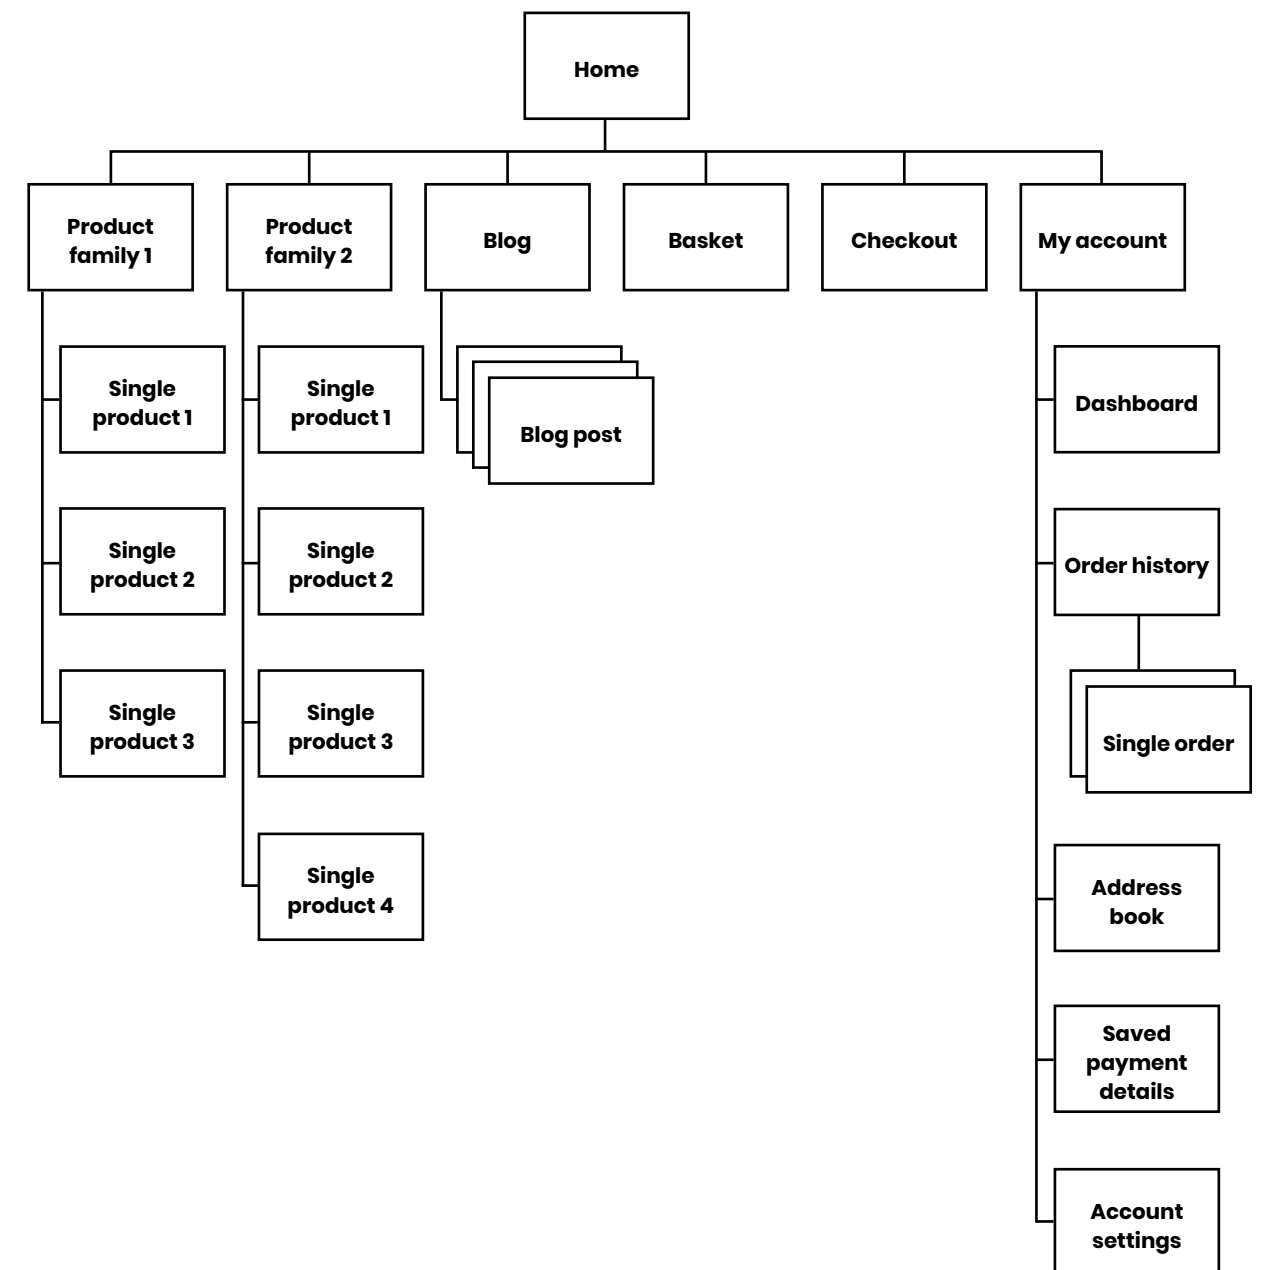 Home
Product
family 1
Product
family 2
Blog
Basket
Checkout
My account
Single
product 1
Single
product 2
Single
product 3
Single
product 1
Single
product 2
Single
product 3
Single
product 4
Blog post
Dashboard
Order history
Single order
Address
book
Saved
payment
details
Account
settings